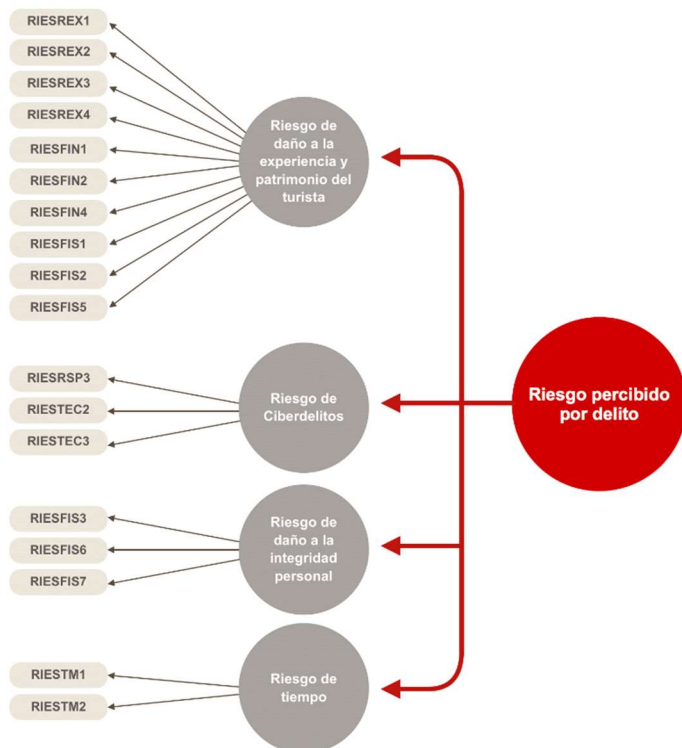 RIESREX1
RIESREX2
RIESREX3
RIESREX4
RIESFIN1
RIESFIN2
RIESFIN4
RIESFIS1
RIESFIS2
RIESFIS5
Riesgo de
daño a la
experiencia y
patrimonio del
turista
RIESRSP3
RIESTEC2
RIESTEC3
Riesgo de
Ciberdelitos
RIESFIS3
RIESFIS6
RIESFIS7
Riesgo de
daño a la
integridad
personal
RIESTM1
RIESTM2
Riesgo de
tiempo
Riesgo percibido
por delito